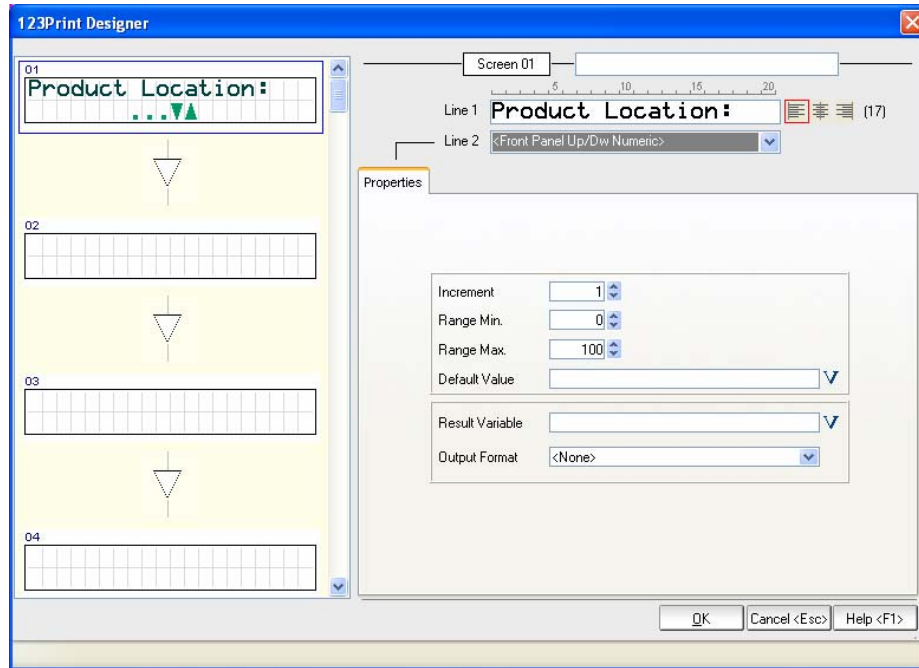 123Print Designer
01
Product Location:
...▼▲
02
03
04
Screen 01
5 10 15 20
Line 1 Product Location: (17)
Line 2 <Front Panel Up/Dw Numeric>
Properties
Increment 1
Range Min. 0
Range Max. 100
Default Value V
Result Variable V
Output Format <None>
OK Cancel <Esc> Help <F1>